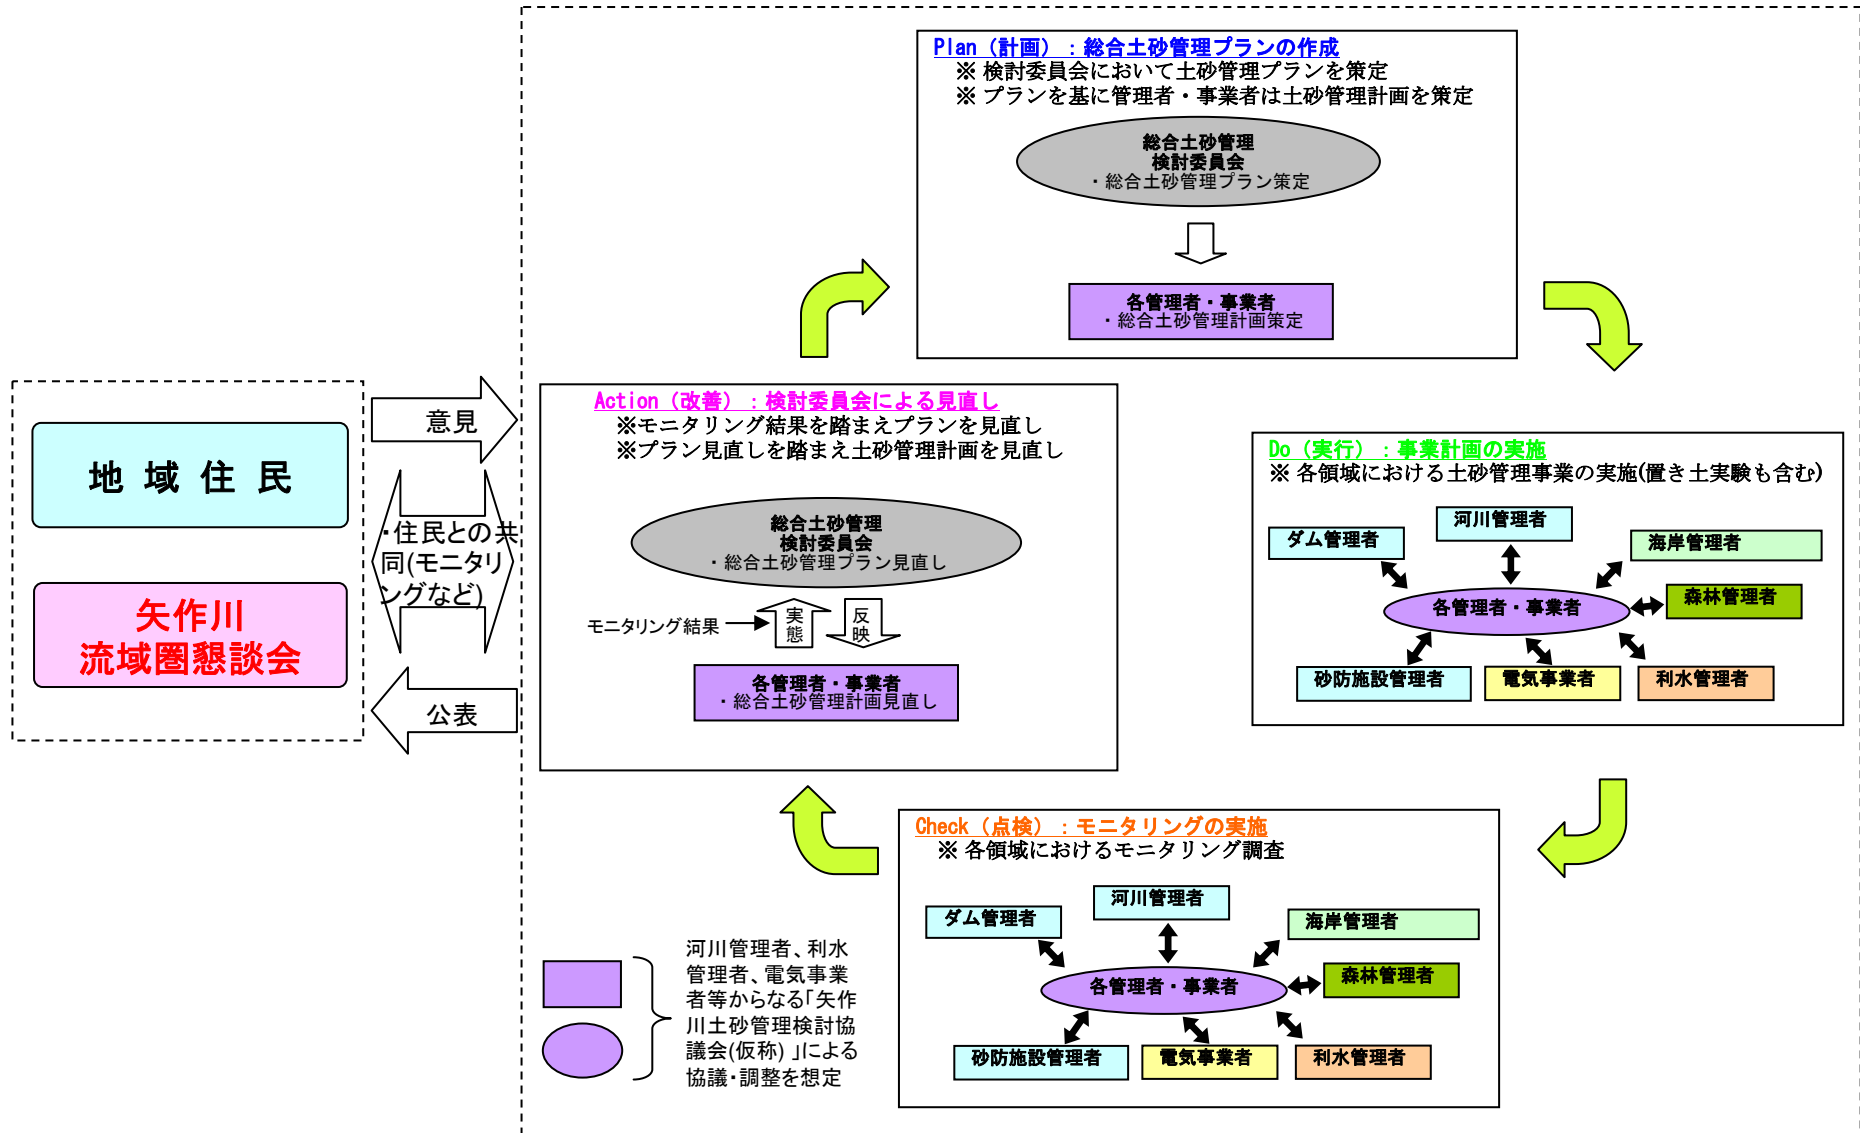 Plan（計画）：総合土砂管理プランの作成
※ 検討委員会において土砂管理プランを策定
※ プランを基に管理者・事業者は土砂管理計画を策定
総合土砂管理
検討委員会
・総合土砂管理プラン策定
各管理者・事業者
・総合土砂管理計画策定
地 域 住 民
矢作川
流域圏懇談会
意見
・住民との共
同(モニタリ
ングなど)
公表
Action（改善）：検討委員会による見直し
※モニタリング結果を踏まえプランを見直し
※プラン見直しを踏まえ土砂管理計画を見直し
総合土砂管理
検討委員会
・総合土砂管理プラン見直し
モニタリング結果
実
態
反
映
各管理者・事業者
・総合土砂管理計画見直し
Do（実行）：事業計画の実施
※ 各領域における土砂管理事業の実施(置き土実験も含む)
河川管理者
ダム管理者
海岸管理者
森林管理者
各管理者・事業者
砂防施設管理者
電気事業者
利水管理者
Check（点検）：モニタリングの実施
※ 各領域におけるモニタリング調査
河川管理者
ダム管理者
海岸管理者
森林管理者
各管理者・事業者
砂防施設管理者
電気事業者
利水管理者
河川管理者、利水
管理者、電気事業
者等からなる「矢作
川土砂管理検討協
議会(仮称) 」による
協議・調整を想定